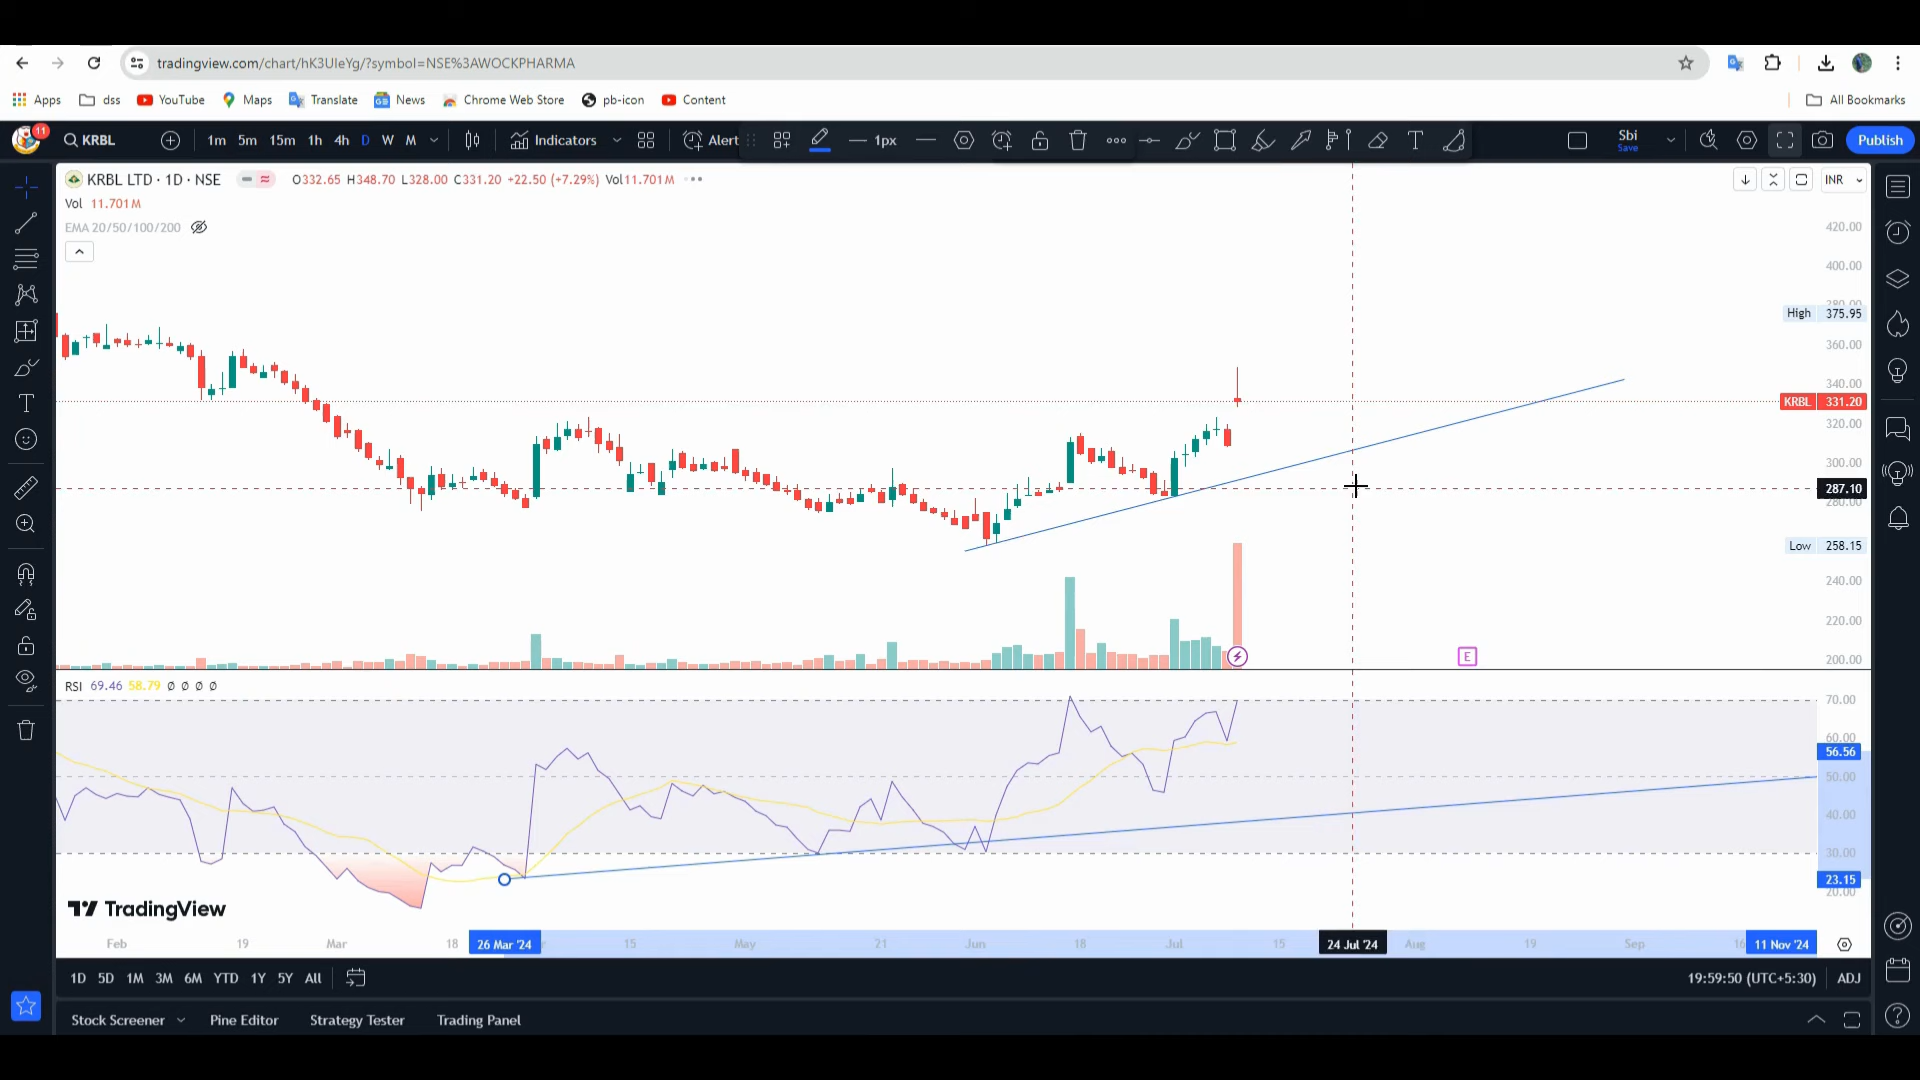 tradingview.com/chart/hK3UleYg/?symbol=NSE%3AWOCKPHARMA
Apps dss YouTube Maps Translate News Chrome Web Store pb-icon Content All Bookmarks
11 KRBL 1m 5m 15m 1h 4h D W M Indicators Alert 1px T Sbi Save Publish
KRBL LTD · 1D · NSE O332.65 H348.70 L328.00 C331.20 +22.50 (+7.29%) Vol11.701M INR
Vol 11.701M
EMA 20/50/100/200
420.00
400.00
High 375.95
360.00
340.00
KRBL 331.20
320.00
300.00
287.10
Low 258.15
240.00
220.00
E
200.00
RSI 69.46 58.79 Ø Ø Ø Ø
70.00
60.00
56.56
50.00
40.00
30.00
23.15
20.00
TradingView
Feb 19 Mar 18 26 Mar '24 15 May 21 Jun 18 Jul 15 24 Jul '24 Aug 19 Sep 16 11 Nov '24
1D 5D 1M 3M 6M YTD 1Y 5Y All 19:59:50 (UTC+5:30) ADJ
Stock Screener Pine Editor Strategy Tester Trading Panel